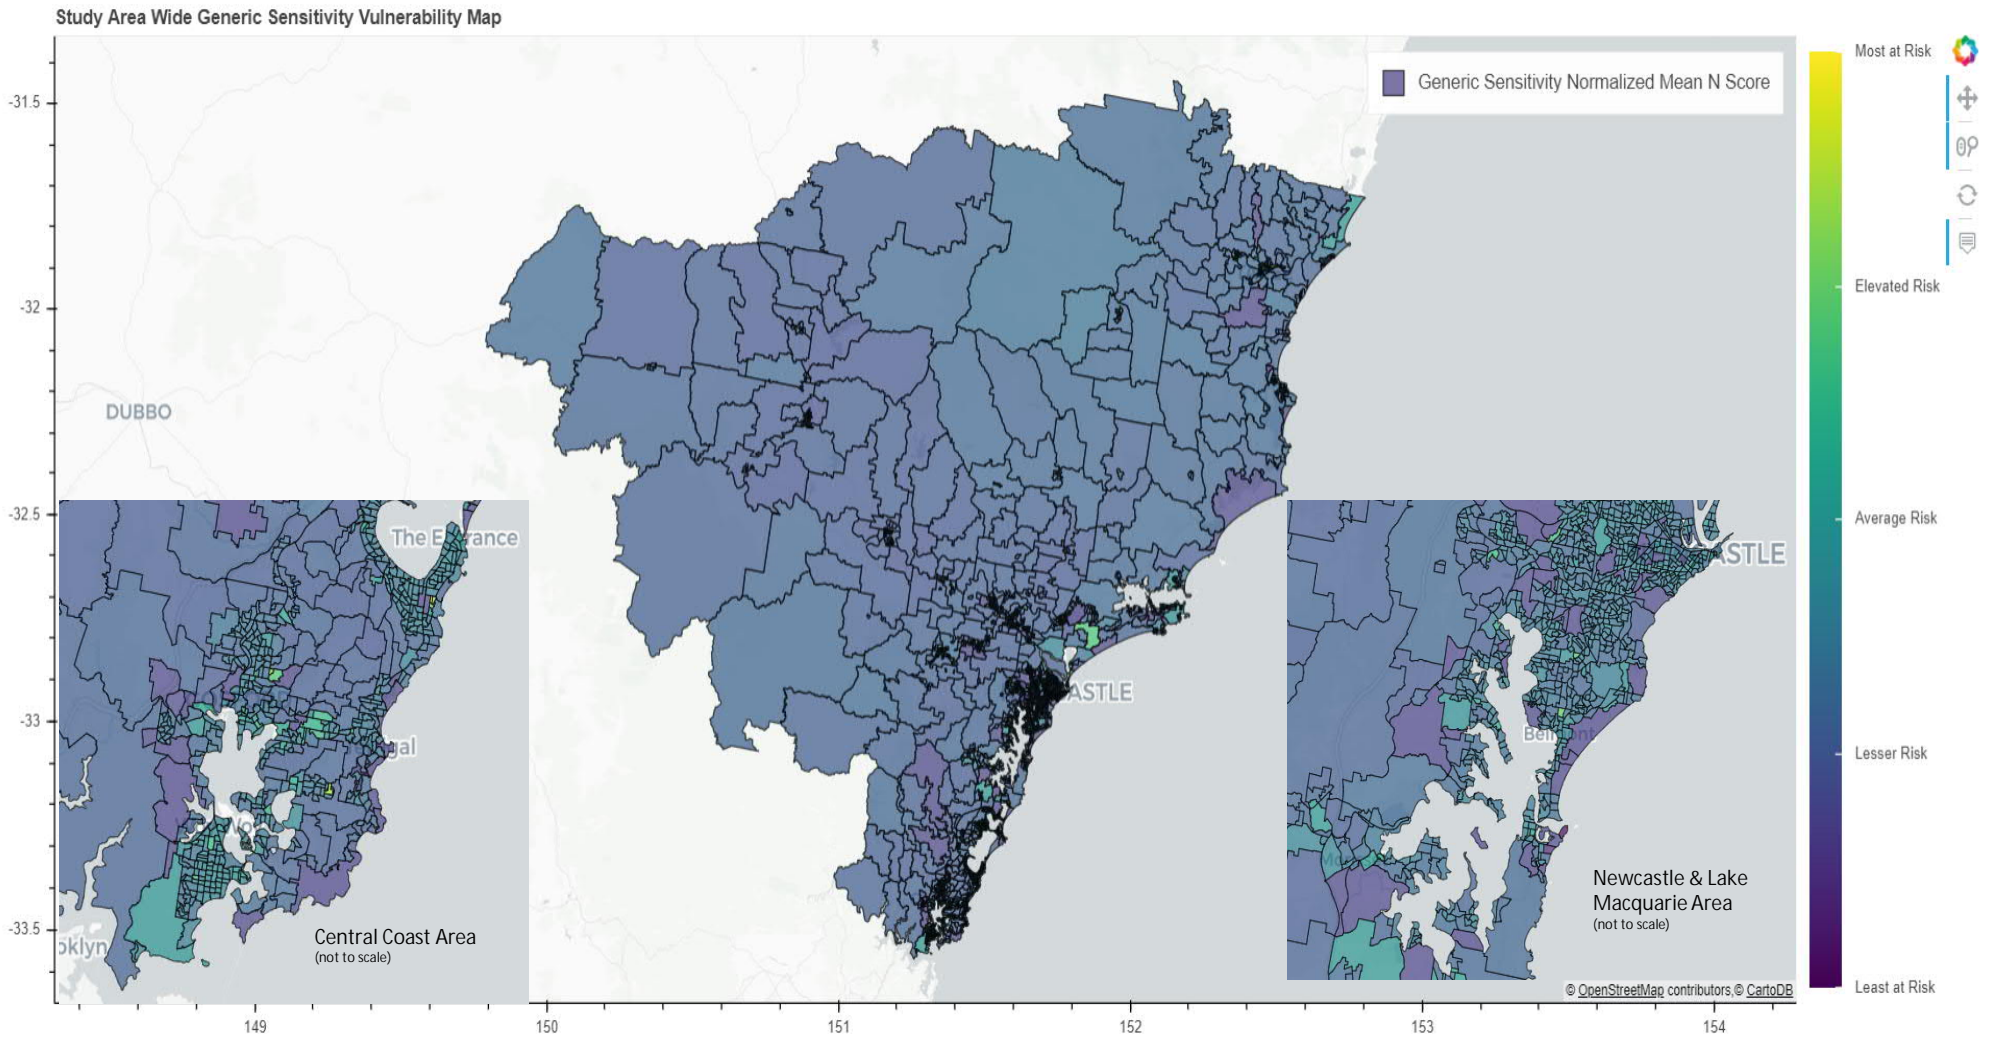 Study Area Wide Generic Sensitivity Vulnerability Map
Generic Sensitivity Normalized Mean N Score
Most at Risk
Elevated Risk
Average Risk
Lesser Risk
Least at Risk
-31.5
-32
-32.5
-33
-33.5
DUBBO
ASTLE
The E rance
gal
oklyn
Central Coast Area
(not to scale)
ASTLE
Belmont
Newcastle & Lake
Macquarie Area
(not to scale)
© OpenStreetMap contributors,© CartoDB
149
150
151
152
153
154